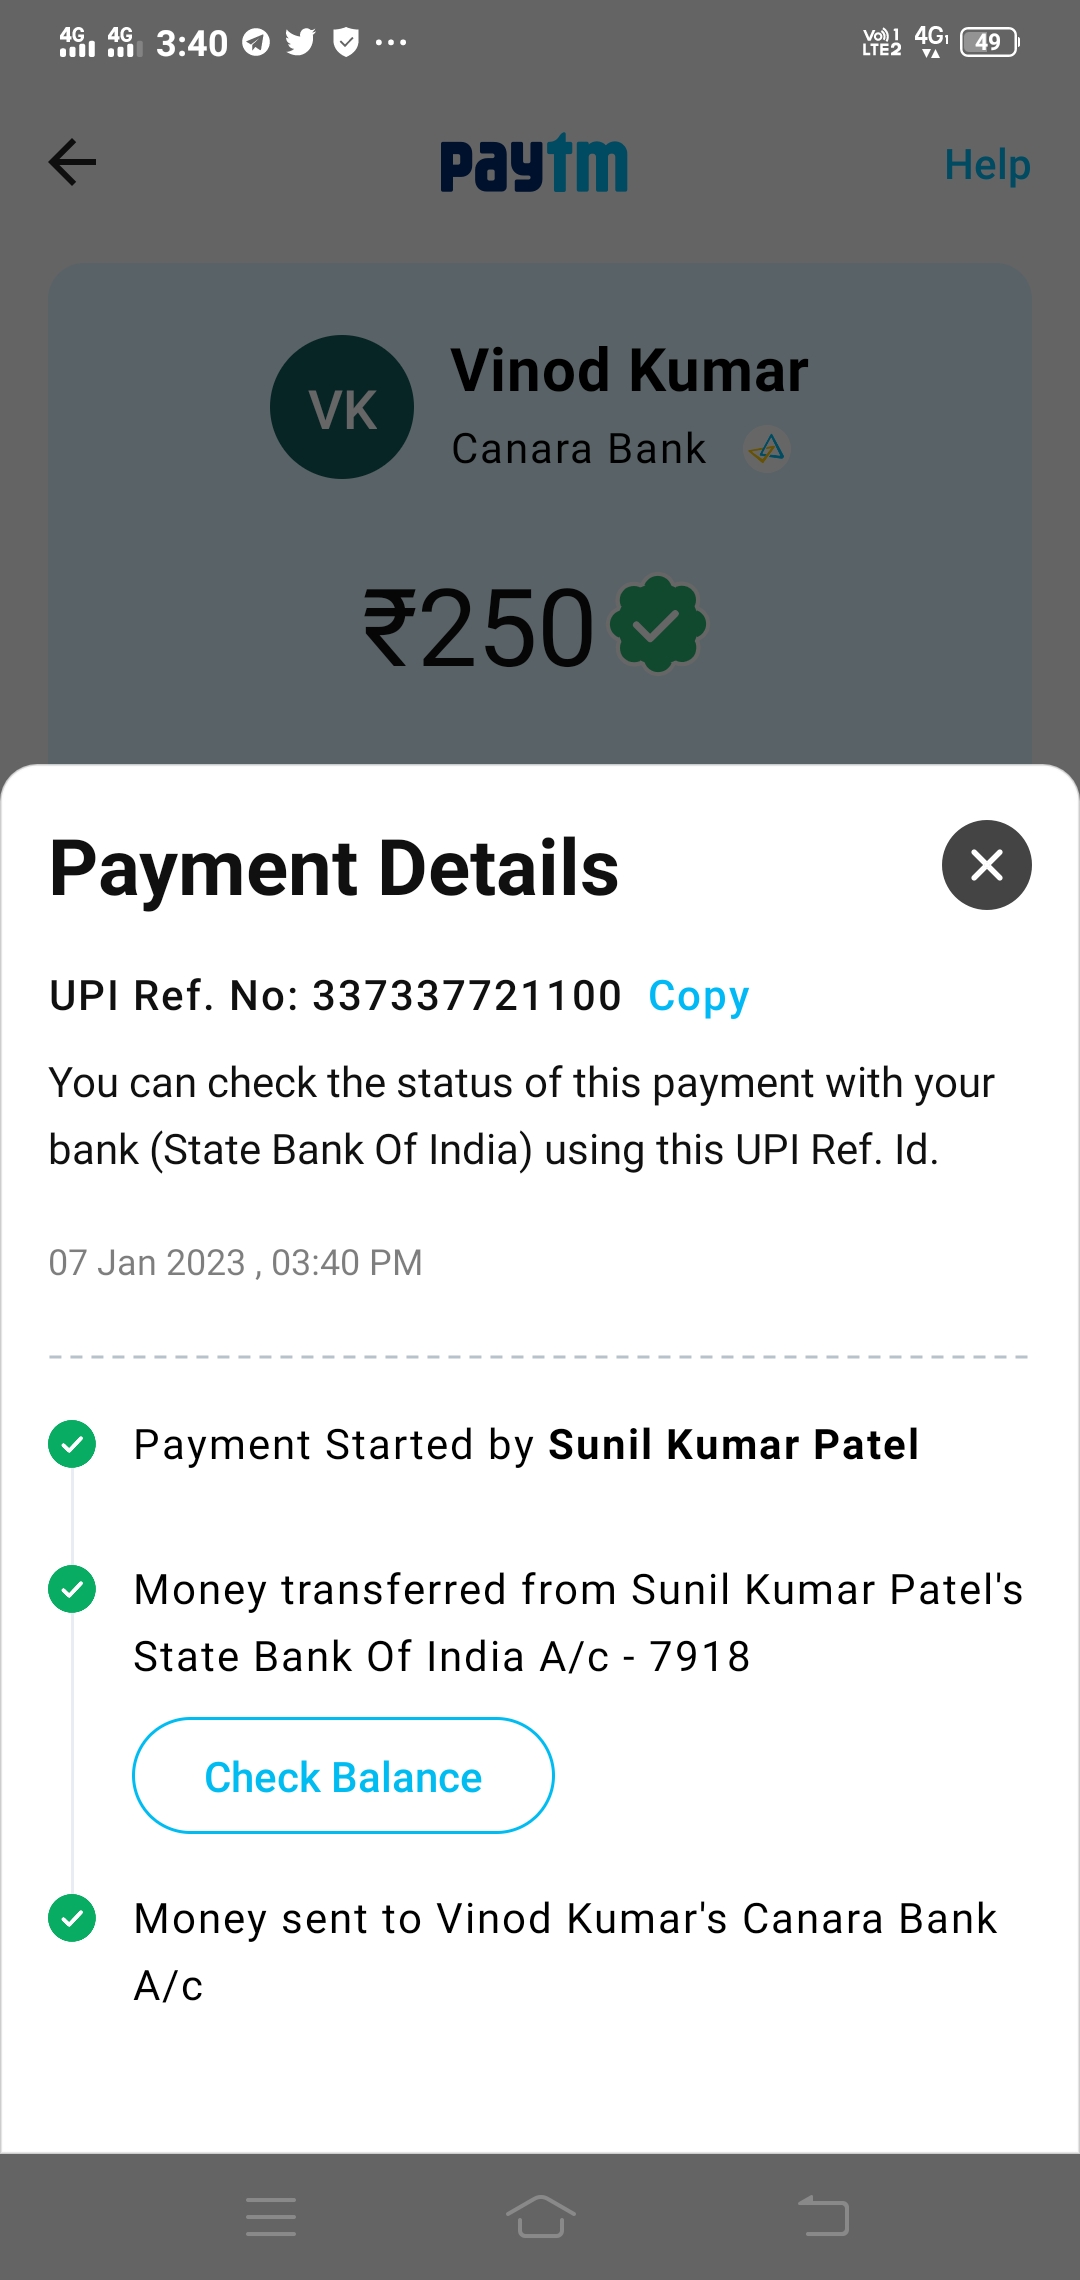 4G 4G 3:40
Vo)) 1 LTE2 4G1 49
paytm
Help
VK
Vinod Kumar
Canara Bank
₹250
Payment Details
UPI Ref. No: 337337721100 Copy
You can check the status of this payment with your
bank (State Bank Of India) using this UPI Ref. Id.
07 Jan 2023 , 03:40 PM
Payment Started by Sunil Kumar Patel
Money transferred from Sunil Kumar Patel's
State Bank Of India A/c - 7918
Check Balance
Money sent to Vinod Kumar's Canara Bank
A/c